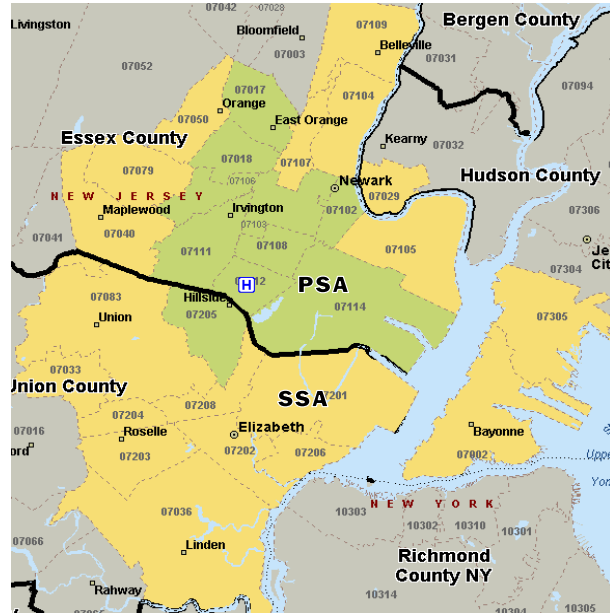 07042
07028
07109
Bergen County
Livingston
Bloomfield
07003
Belleville
07031
07052
07017
07094
07104
07050
Orange
East Orange
Essex County
Kearny
07032
07018
07107
07079
07106
Newark
07029
Hudson County
NEW JERSEY
07102
Maplewood
Irvington
07306
07040
07103
07041
07111
07108
07105
07304
H
PSA
07083
Hillside
07114
07305
Union
07205
07033
Union County
SSA
07201
07204
07208
Elizabeth
07016
Roselle
Bayonne
07203
07202
07206
07002
NEW YORK
10303
07036
10302
10310
10301
Linden
Richmond
County NY
07066
Rahway
10314
10304
10305